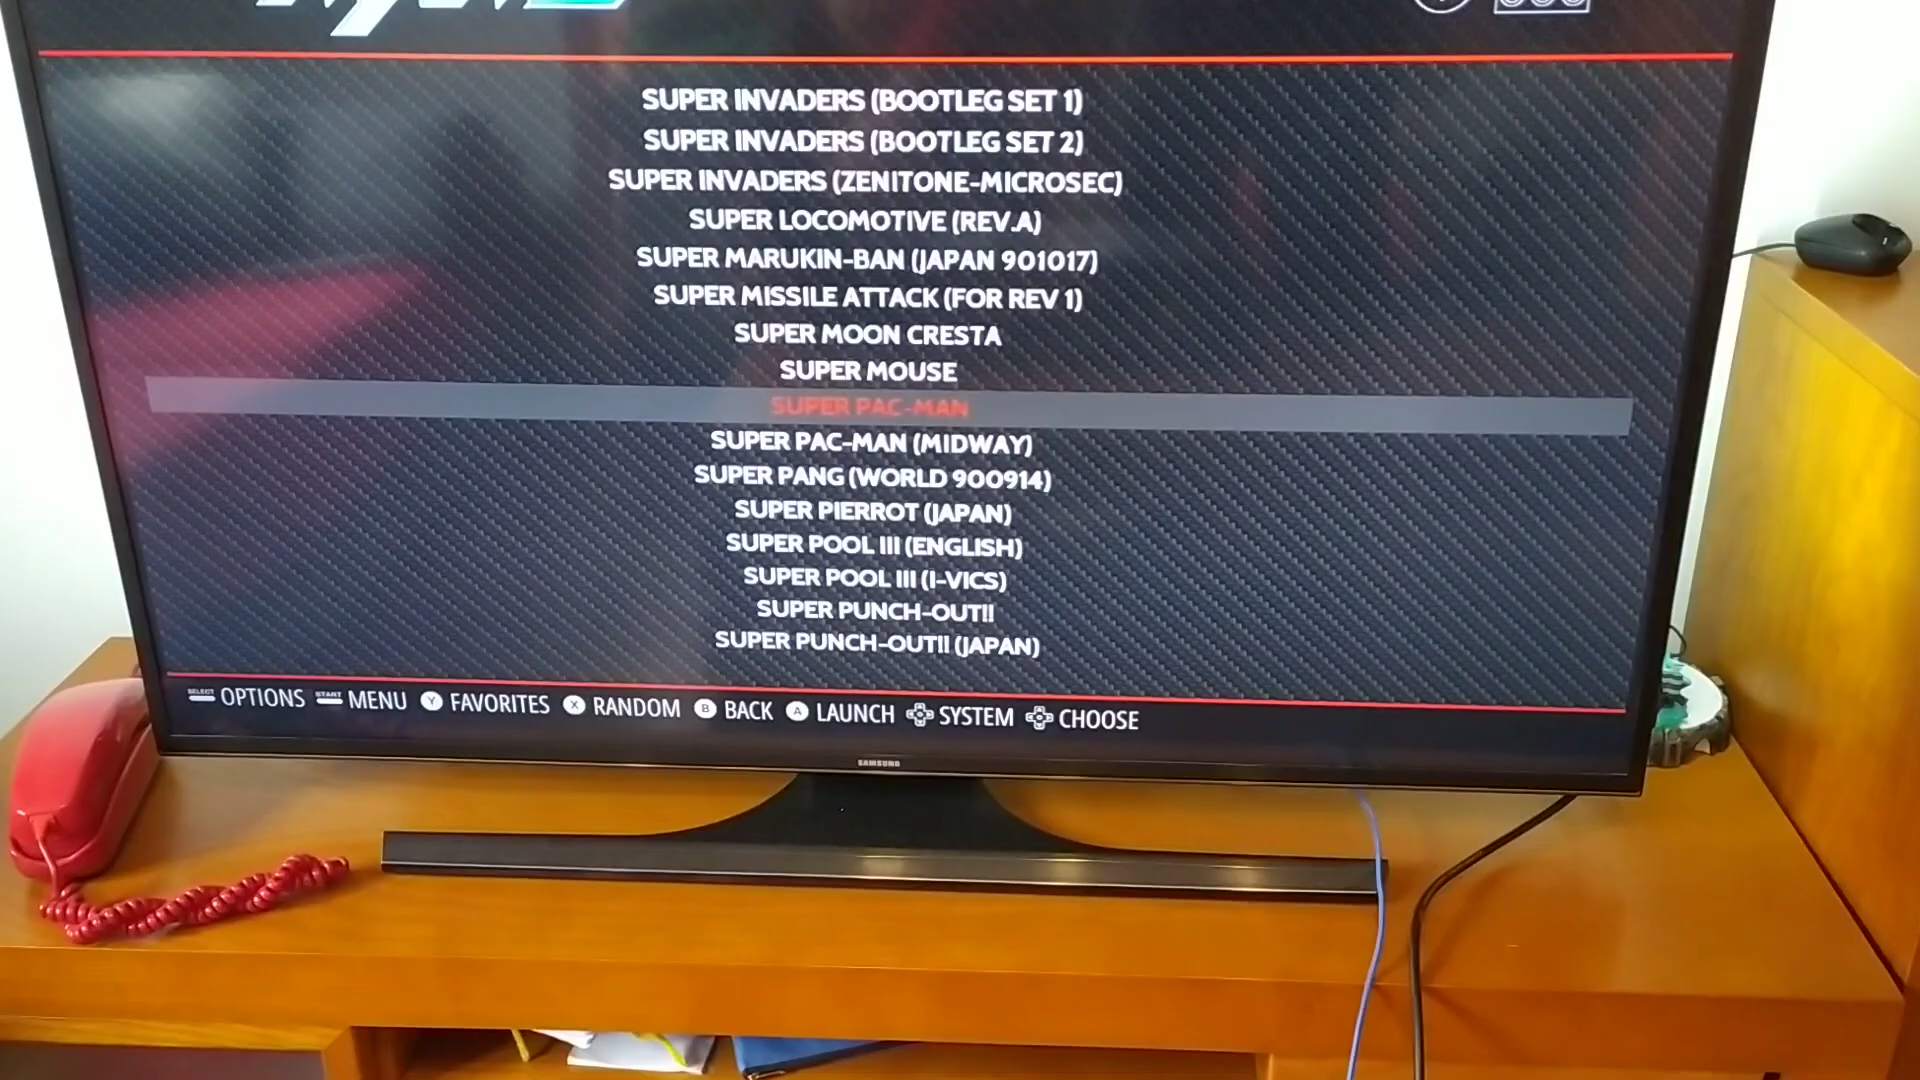 SUPER INVADERS (BOOTLEG SET 1)
SUPER INVADERS (BOOTLEG SET 2)
SUPER INVADERS (ZENITONE-MICROSEC)
SUPER LOCOMOTIVE (REV.A)
SUPER MARUKIN-BAN (JAPAN 901017)
SUPER MISSILE ATTACK (FOR REV 1)
SUPER MOON CRESTA
SUPER MOUSE
SUPER PAC-MAN
SUPER PAC-MAN (MIDWAY)
SUPER PANG (WORLD 900914)
SUPER PIERROT (JAPAN)
SUPER POOL III (ENGLISH)
SUPER POOL III (I-VICS)
SUPER PUNCH-OUT!!
SUPER PUNCH-OUT!! (JAPAN)
SELECT OPTIONS START MENU Y FAVORITES X RANDOM B BACK A LAUNCH SYSTEM CHOOSE
SAMSUNG